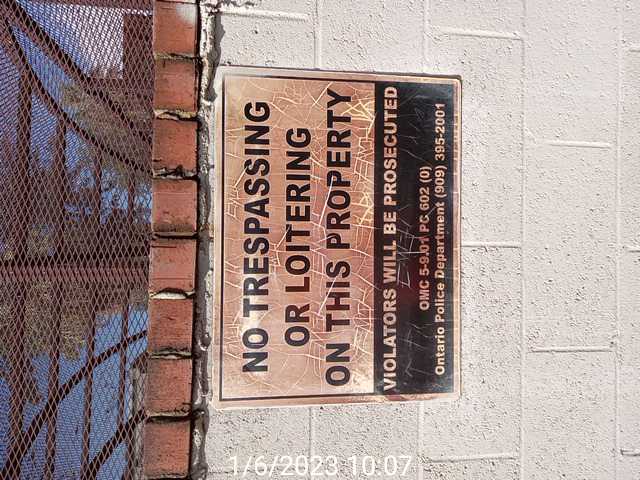 NO TRESPASSING
OR LOITERING
ON THIS PROPERTY
VIOLATORS WILL BE PROSECUTED
OMC 5-9.01 PC 602 (O)
Ontario Police Department (909) 395-2001
1/6/2023 10:07